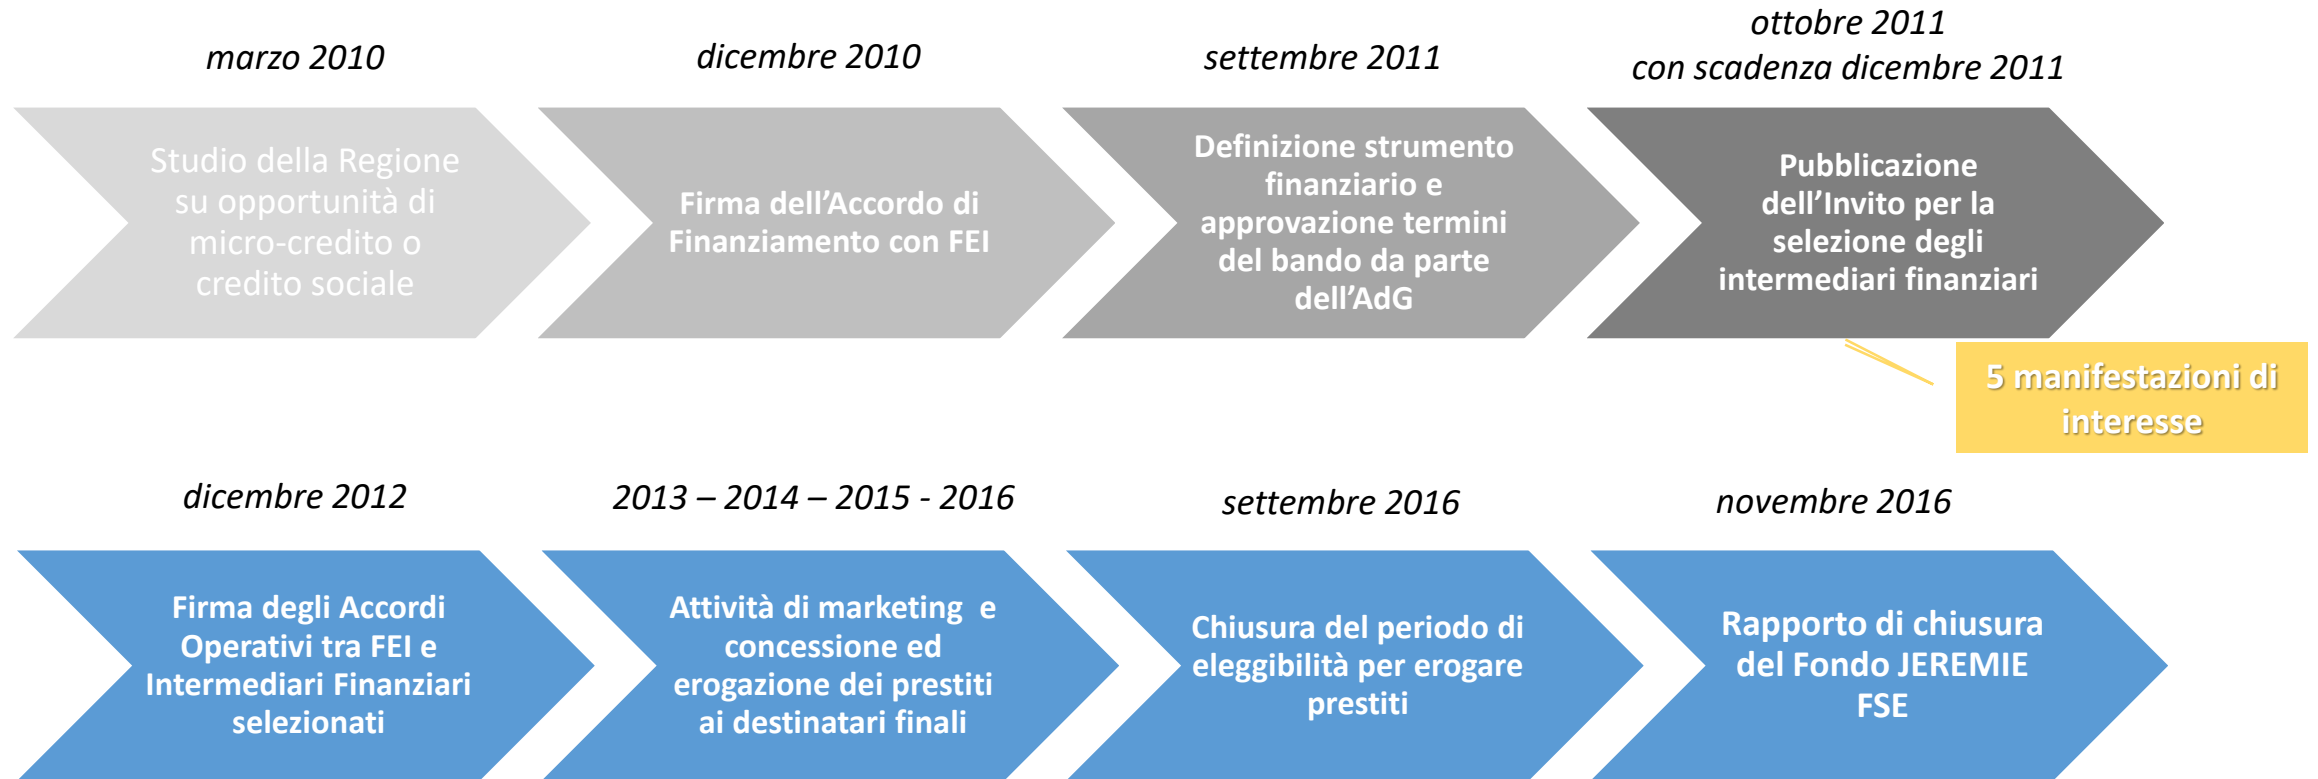 marzo 2010
dicembre 2010
settembre 2011
ottobre 2011
con scadenza dicembre 2011
Studio della Regione
su opportunità di
micro-credito o
credito sociale
Firma dell’Accordo di
Finanziamento con FEI
Definizione strumento
finanziario e
approvazione termini
del bando da parte
dell’AdG
Pubblicazione
dell’Invito per la
selezione degli
intermediari finanziari
5 manifestazioni di
interesse
dicembre 2012
2013 – 2014 – 2015 - 2016
settembre 2016
novembre 2016
Firma degli Accordi
Operativi tra FEI e
Intermediari Finanziari
selezionati
Attività di marketing e
concessione ed
erogazione dei prestiti
ai destinatari finali
Chiusura del periodo di
eleggibilità per erogare
prestiti
Rapporto di chiusura
del Fondo JEREMIE
FSE